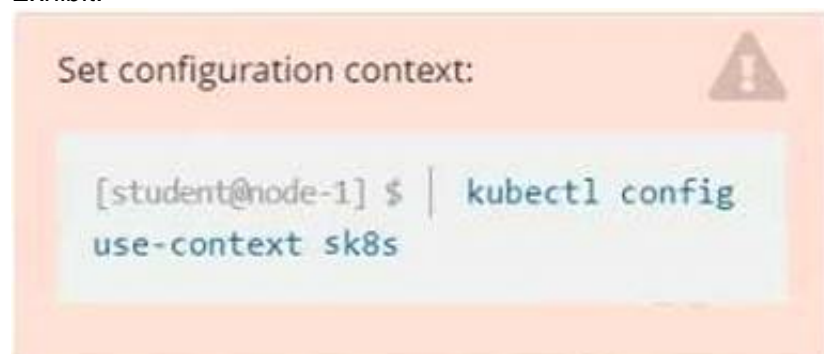 Set configuration context:
[student@node-1] $ | kubectl config
use-context sk8s